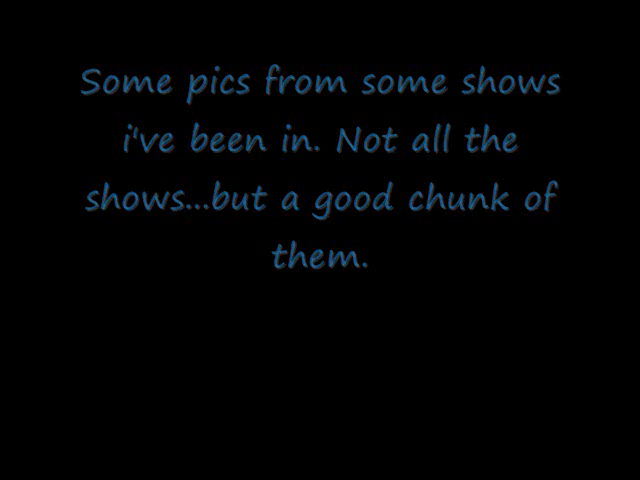 Some pics from some shows
i've been in. Not all the
shows...but a good chunk of
them.